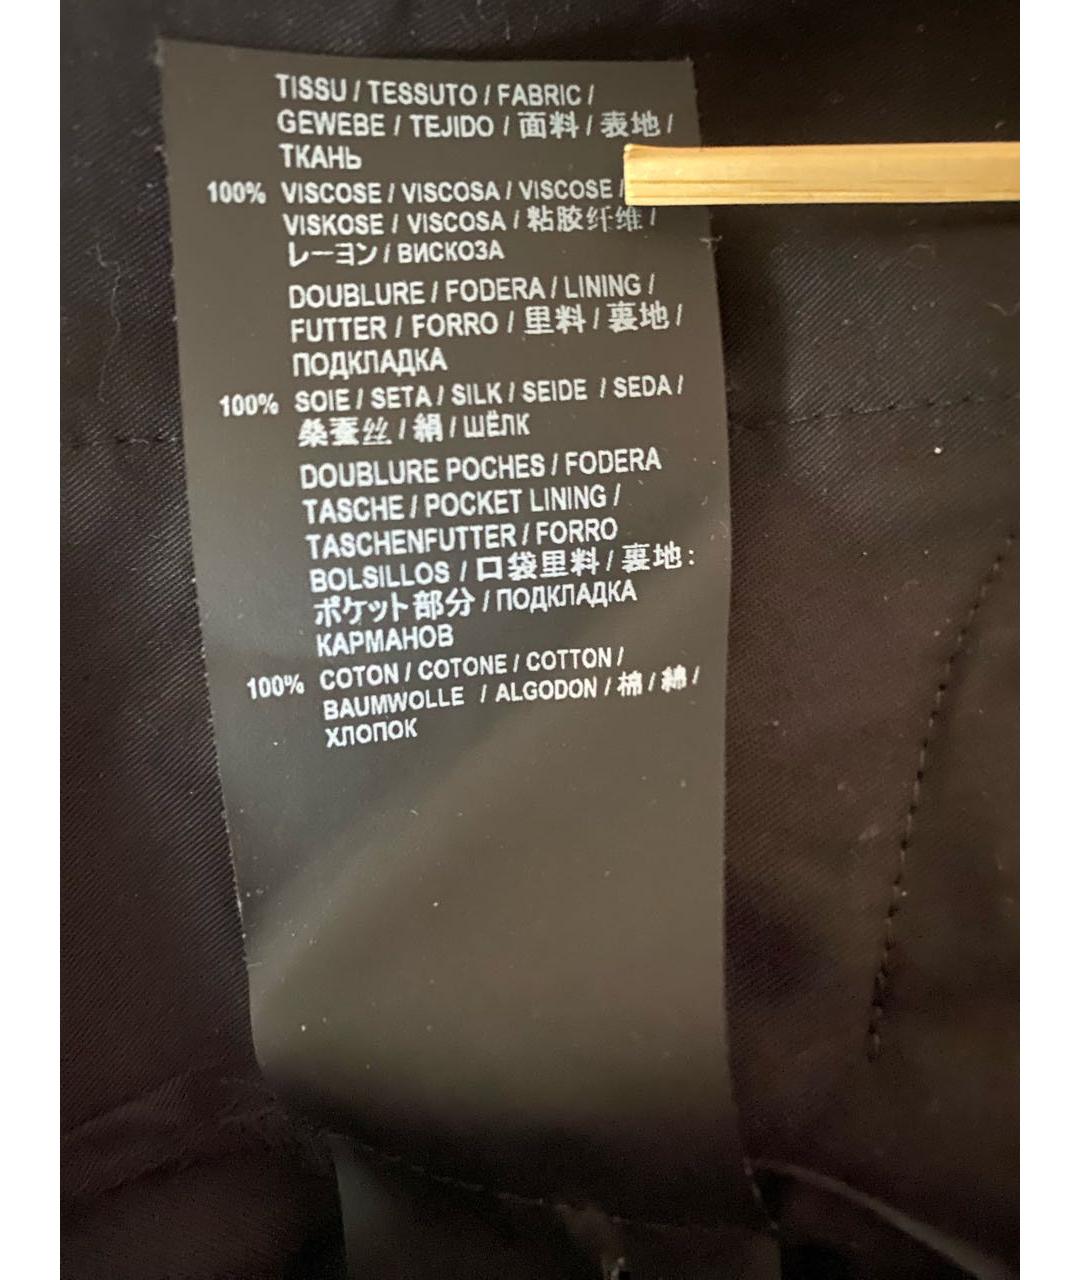 TISSU / TESSUTO / FABRIC /
GEWEBE / TEJIDO / 面料 / 表地 /
ТКАНЬ
100% VISCOSE / VISCOSA / VISCOSE /
VISKOSE / VISCOSA / 粘胶纤维 /
レーヨン / ВИСКОЗА
DOUBLURE / FODERA / LINING /
FUTTER / FORRO / 里料 / 裏地 /
ПОДКЛАДКА
100% SOIE / SETA / SILK / SEIDE / SEDA /
桑蚕丝 / 絹 / ШЁЛК
DOUBLURE POCHES / FODERA
TASCHE / POCKET LINING /
TASCHENFUTTER / FORRO
BOLSILLOS / 口袋里料 / 裏地:
ポケット部分 / ПОДКЛАДКА
КАРМАНОВ
100% COTON / COTONE / COTTON /
BAUMWOLLE / ALGODON / 棉 / 綿 /
ХЛОПОК